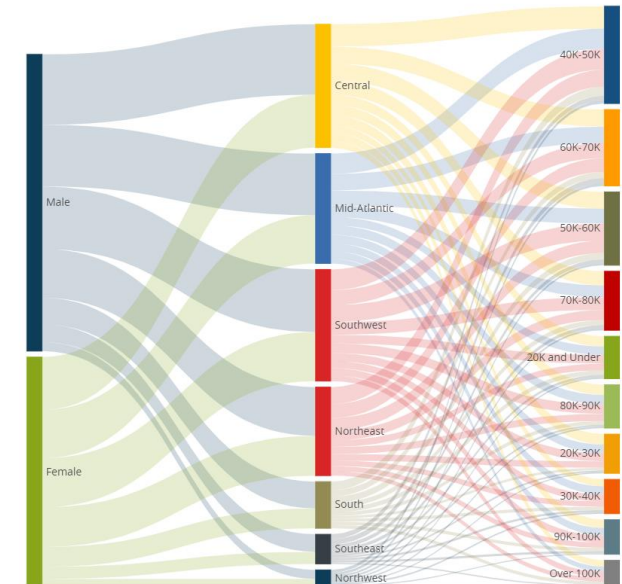 Male
Female
Central
Mid-Atlantic
Southwest
Northeast
South
Southeast
Northwest
40K-50K
60K-70K
50K-60K
70K-80K
20K and Under
80K-90K
20K-30K
30K-40K
90K-100K
Over 100K